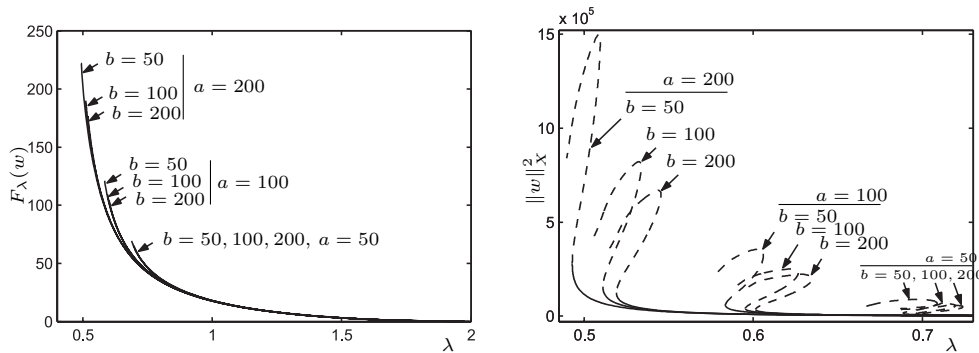 250
200
150
100
50
0
F_λ(w)
b = 50
b = 100
b = 200
a = 200
b = 50
b = 100
b = 200
a = 100
b = 50, 100, 200, a = 50
0.5
1
1.5
2
λ
x 10^5
15
10
5
0
||w||²_X
a = 200
b = 50
b = 100
b = 200
a = 100
b = 50
b = 100
b = 200
a = 50
b = 50, 100, 200
0.5
0.6
0.7
λ